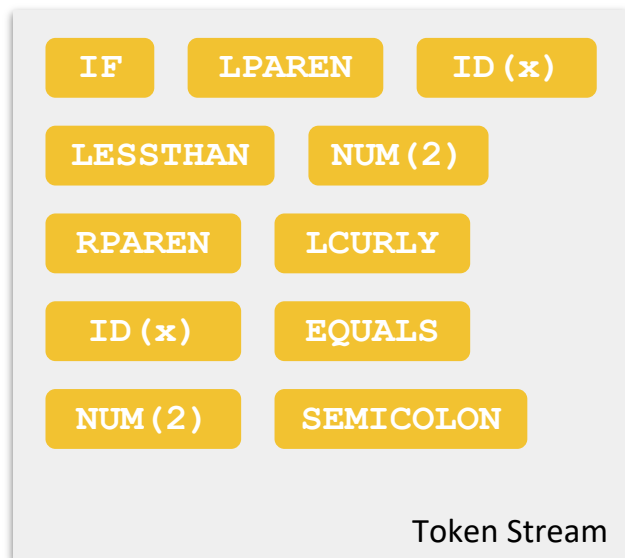 IF LPAREN ID(x)
LESSTHAN NUM(2)
RPAREN LCURLY
ID(x) EQUALS
NUM(2) SEMICOLON
Token Stream